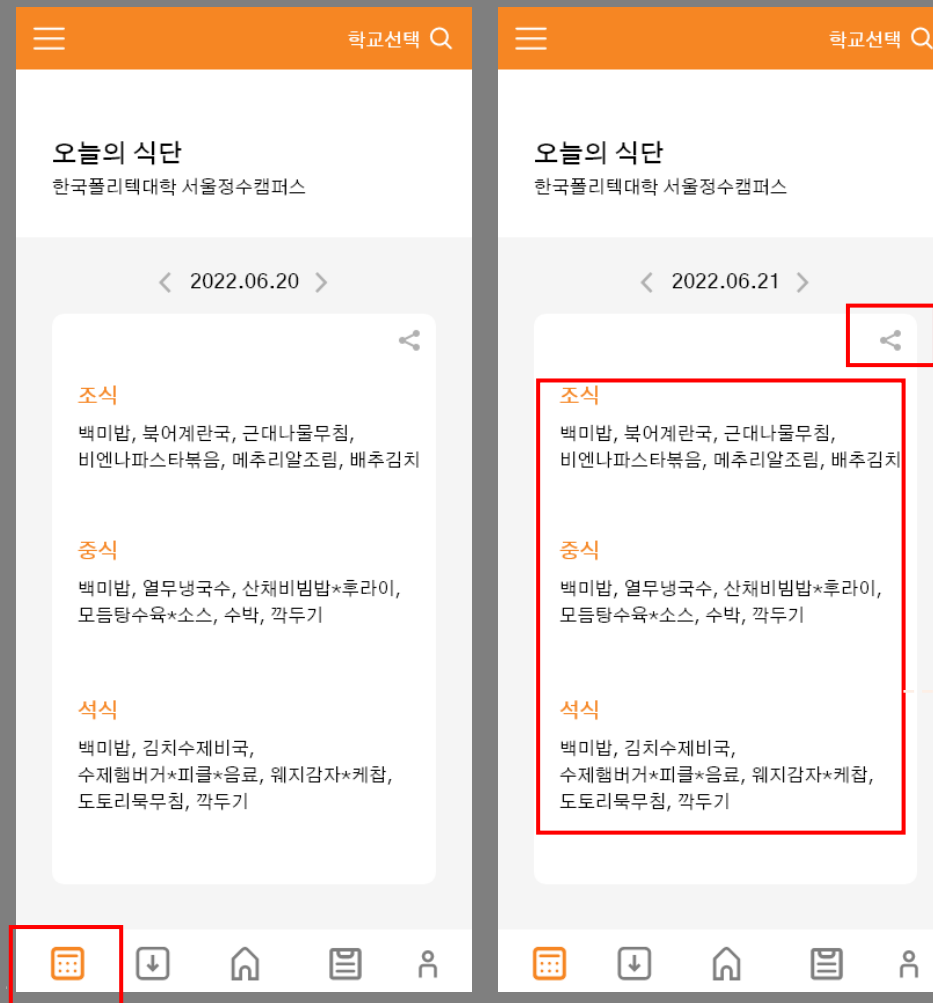 학교선택
오늘의 식단
한국폴리텍대학 서울정수캠퍼스
2022.06.20
조식
백미밥, 북어계란국, 근대나물무침,
비엔나파스타볶음, 메추리알조림, 배추김치
중식
백미밥, 열무냉국수, 산채비빔밥*후라이,
모듬탕수육*소스, 수박, 깍두기
석식
백미밥, 김치수제비국,
수제햄버거*피클*음료, 웨지감자*케찹,
도토리묵무침, 깍두기
학교선택
오늘의 식단
한국폴리텍대학 서울정수캠퍼스
2022.06.21
조식
백미밥, 북어계란국, 근대나물무침,
비엔나파스타볶음, 메추리알조림, 배추김치
중식
백미밥, 열무냉국수, 산채비빔밥*후라이,
모듬탕수육*소스, 수박, 깍두기
석식
백미밥, 김치수제비국,
수제햄버거*피클*음료, 웨지감자*케찹,
도토리묵무침, 깍두기